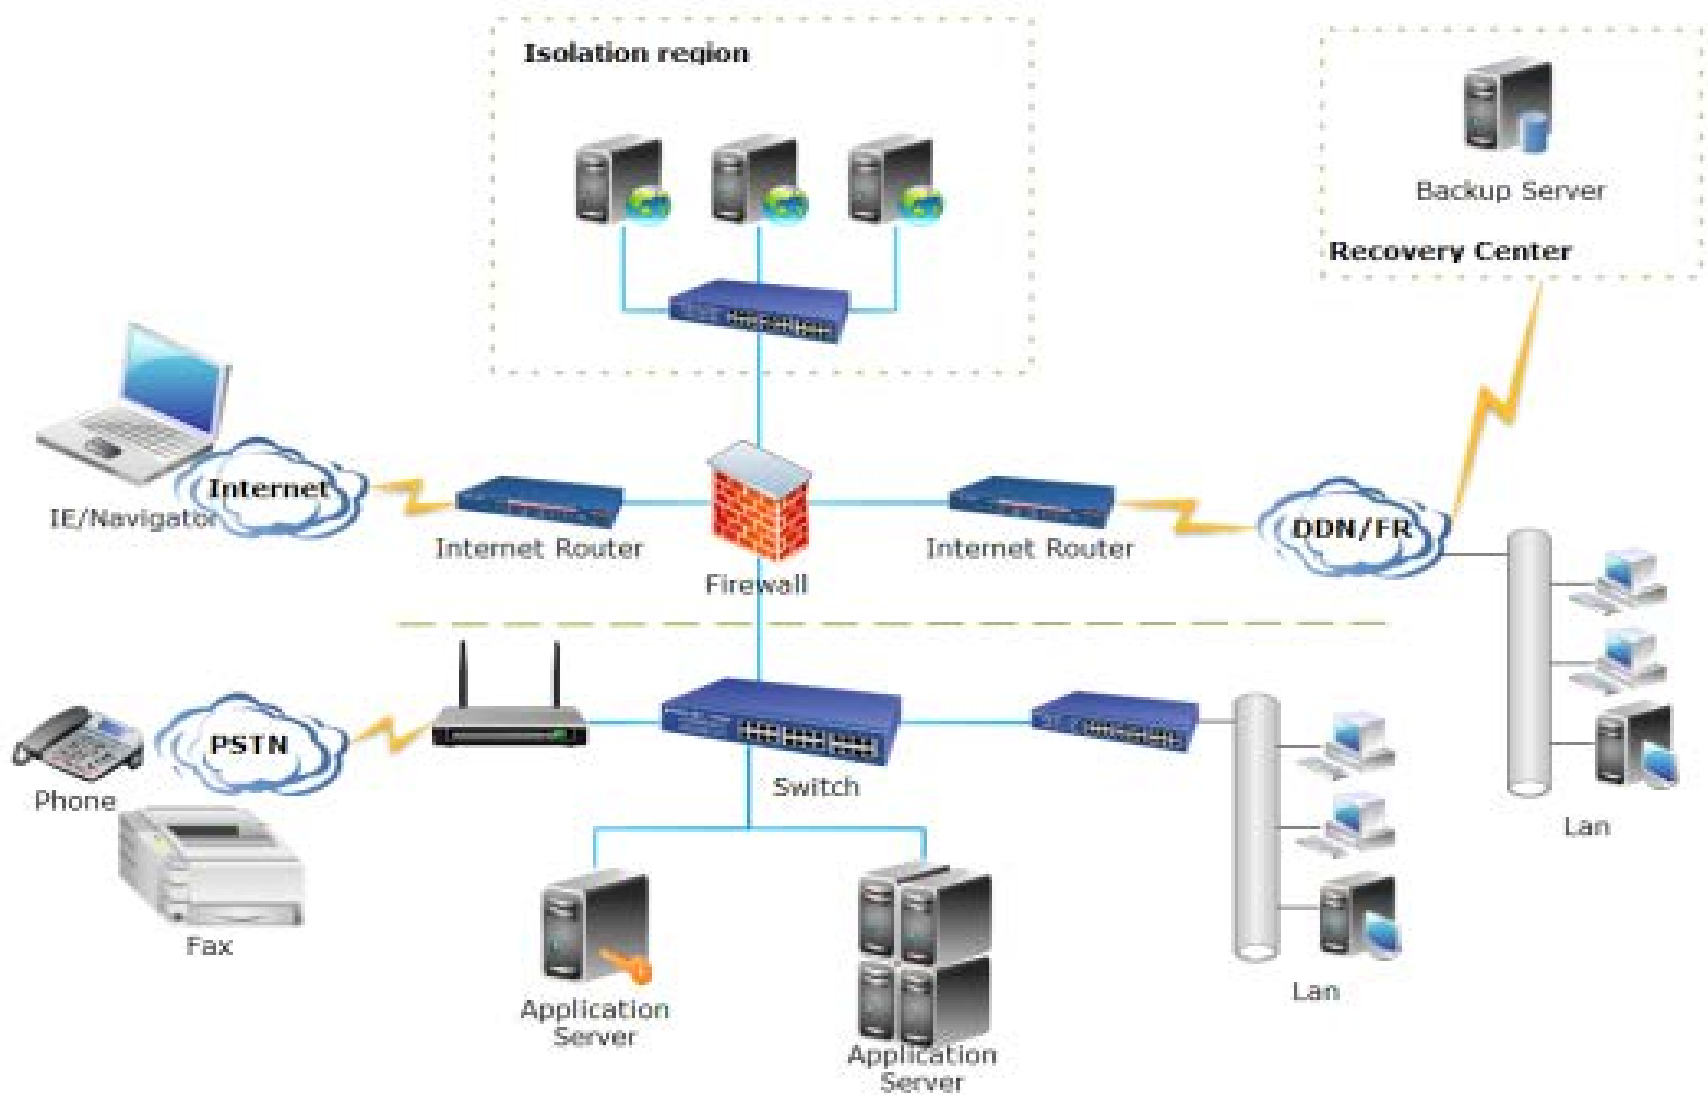 Isolation region
Backup Server
Recovery Center
Internet
IE/Navigator
Internet Router
Firewall
Internet Router
DDN/FR
PSTN
Phone
Switch
Lan
Fax
Application
Server
Application
Server
Lan